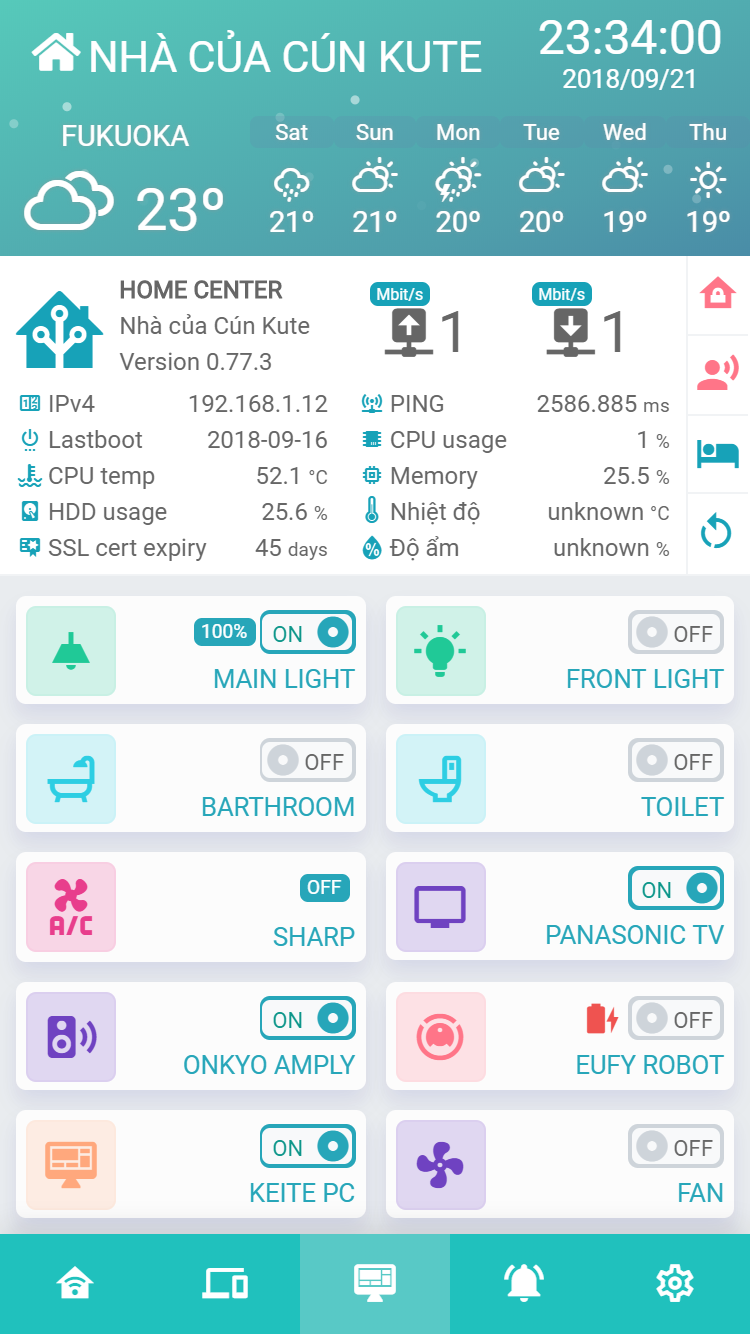 NHÀ CỦA CÚN KUTE
23:34:00
2018/09/21
FUKUOKA
23º
Sat Sun Mon Tue Wed Thu
21º 21º 20º 20º 19º 19º
HOME CENTER
Nhà của Cún Kute
Version 0.77.3
Mbit/s
1
Mbit/s
1
IPv4 192.168.1.12
Lastboot 2018-09-16
CPU temp 52.1 °C
HDD usage 25.6 %
SSL cert expiry 45 days
PING 2586.885 ms
CPU usage 1 %
Memory 25.5 %
Nhiệt độ unknown °C
Độ ẩm unknown %
100% ON
MAIN LIGHT
OFF
FRONT LIGHT
OFF
BARTHROOM
OFF
TOILET
A/C
OFF
SHARP
ON
PANASONIC TV
ON
ONKYO AMPLY
OFF
EUFY ROBOT
ON
KEITE PC
OFF
FAN